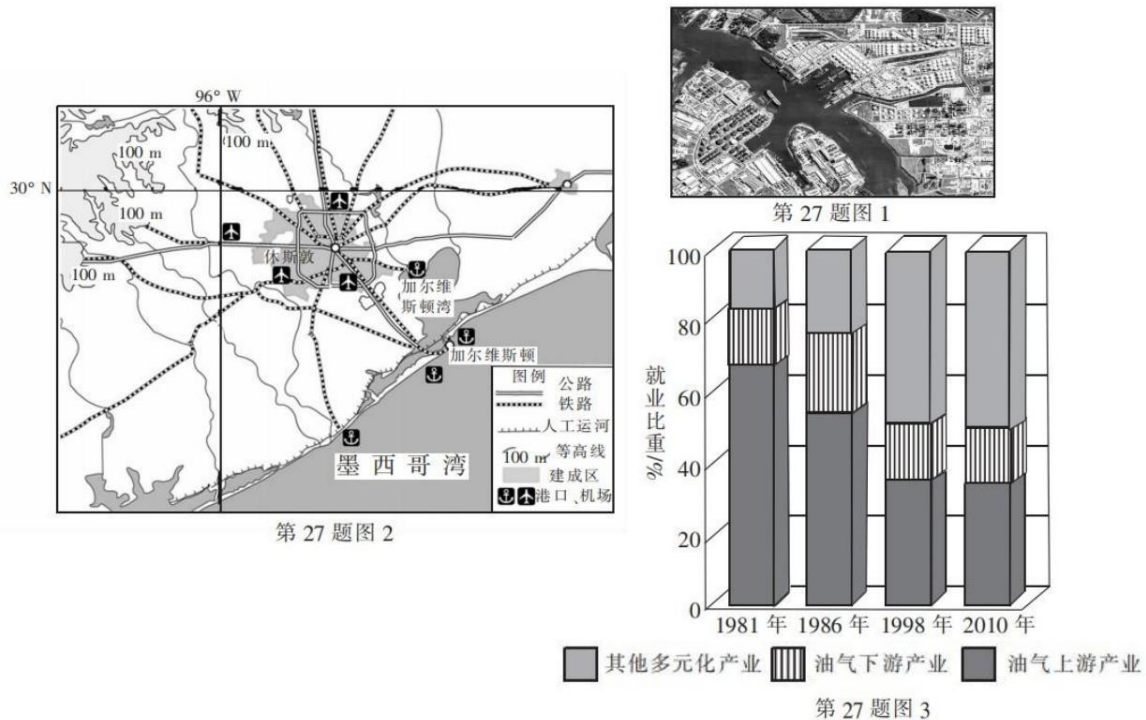 96° W
30° N
100 m
100 m
100 m
100 m
休斯敦
加尔维
斯顿湾
加尔维斯顿
墨西哥湾
图例
公路
铁路
人工运河
100 m 等高线
建成区
港口、机场
第 27 题图 2
第 27 题图 1
100
80
60
40
20
0
就业比重/%
1981 年
1986 年
1998 年
2010 年
其他多元化产业
油气下游产业
油气上游产业
第 27 题图 3